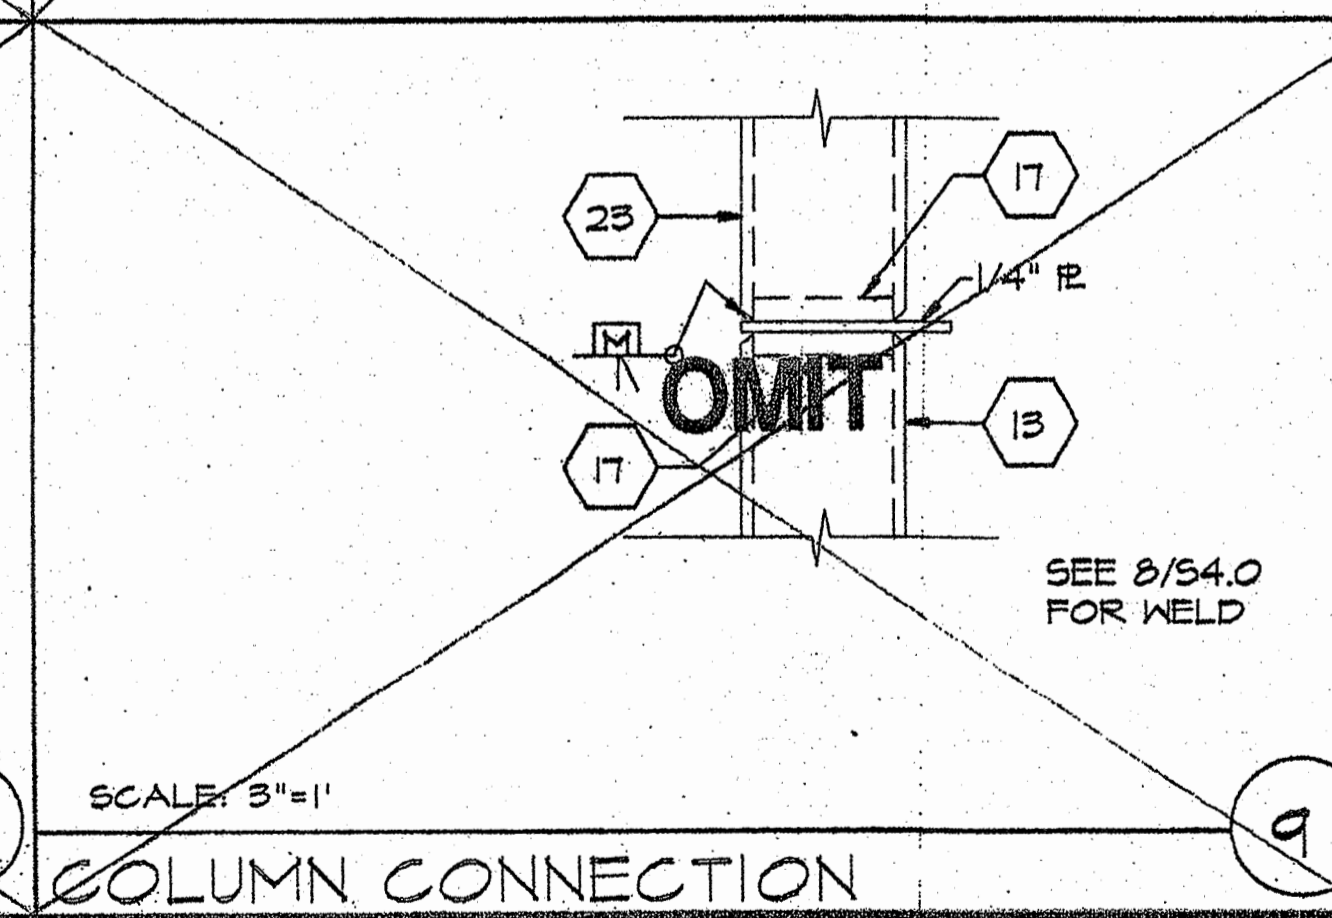 17
23
1/4" PL
M
OMIT
13
17
SEE 8/S4.0
FOR WELD
SCALE: 3"=1'
9
COLUMN CONNECTION